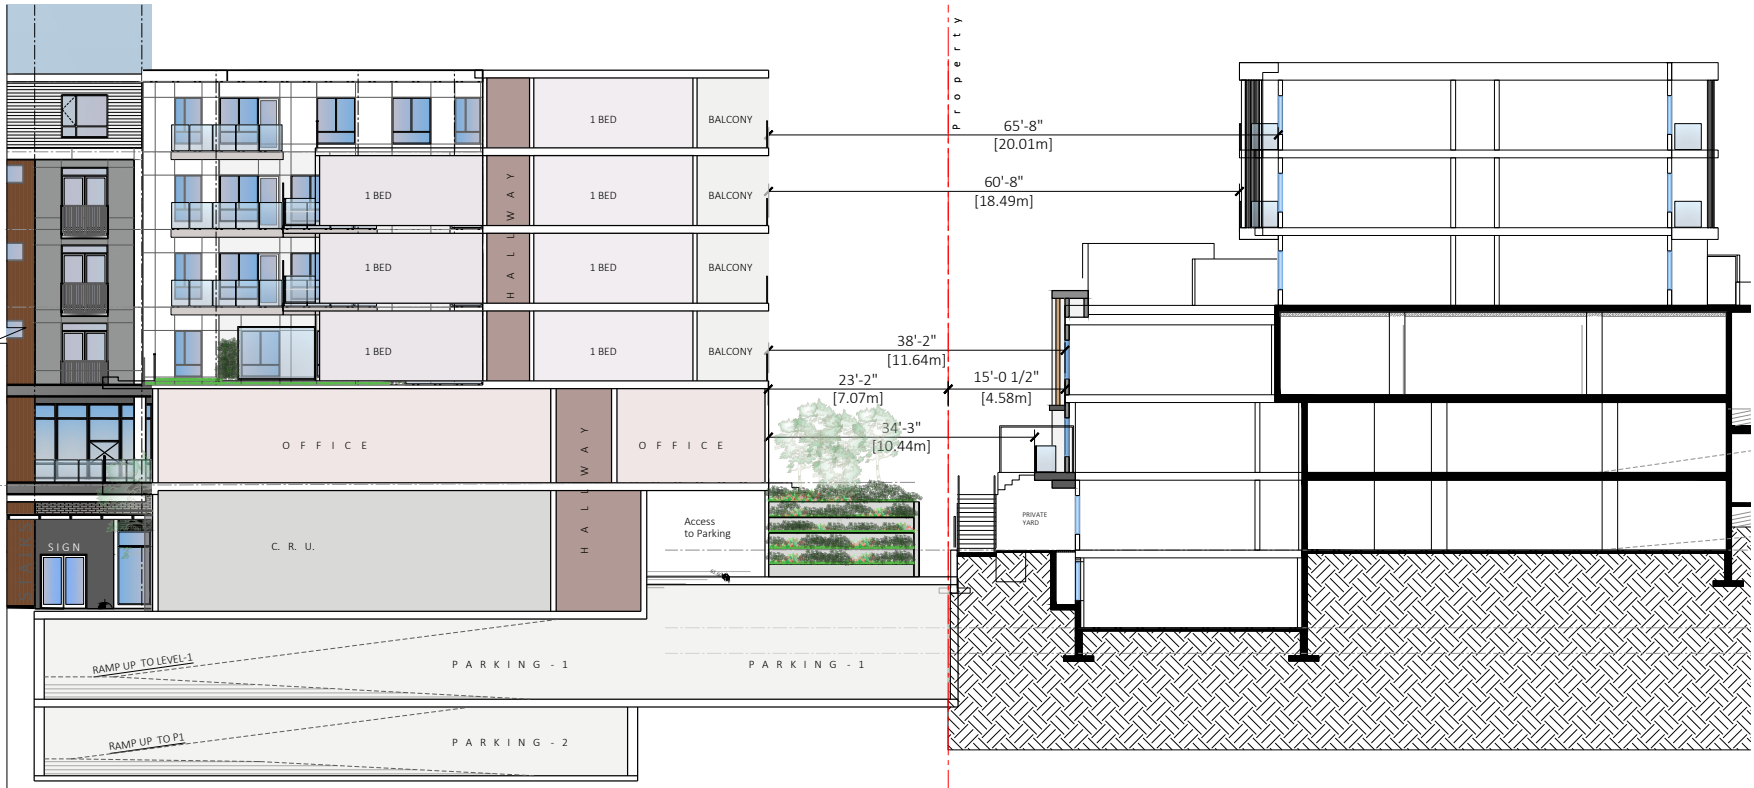 Property
1 BED
1 BED
BALCONY
65'-8"
[20.01m]
1 BED
1 BED
BALCONY
60'-8"
[18.49m]
HALLWAY
1 BED
1 BED
BALCONY
1 BED
1 BED
BALCONY
38'-2"
[11.64m]
23'-2"
[7.07m]
15'-0 1/2"
[4.58m]
OFFICE
HALLWAY
OFFICE
34'-3"
[10.44m]
SIGN
C. R. U.
Access
to Parking
PRIVATE
YARD
RAMP UP TO LEVEL-1
PARKING - 1
PARKING - 1
RAMP UP TO P1
PARKING - 2